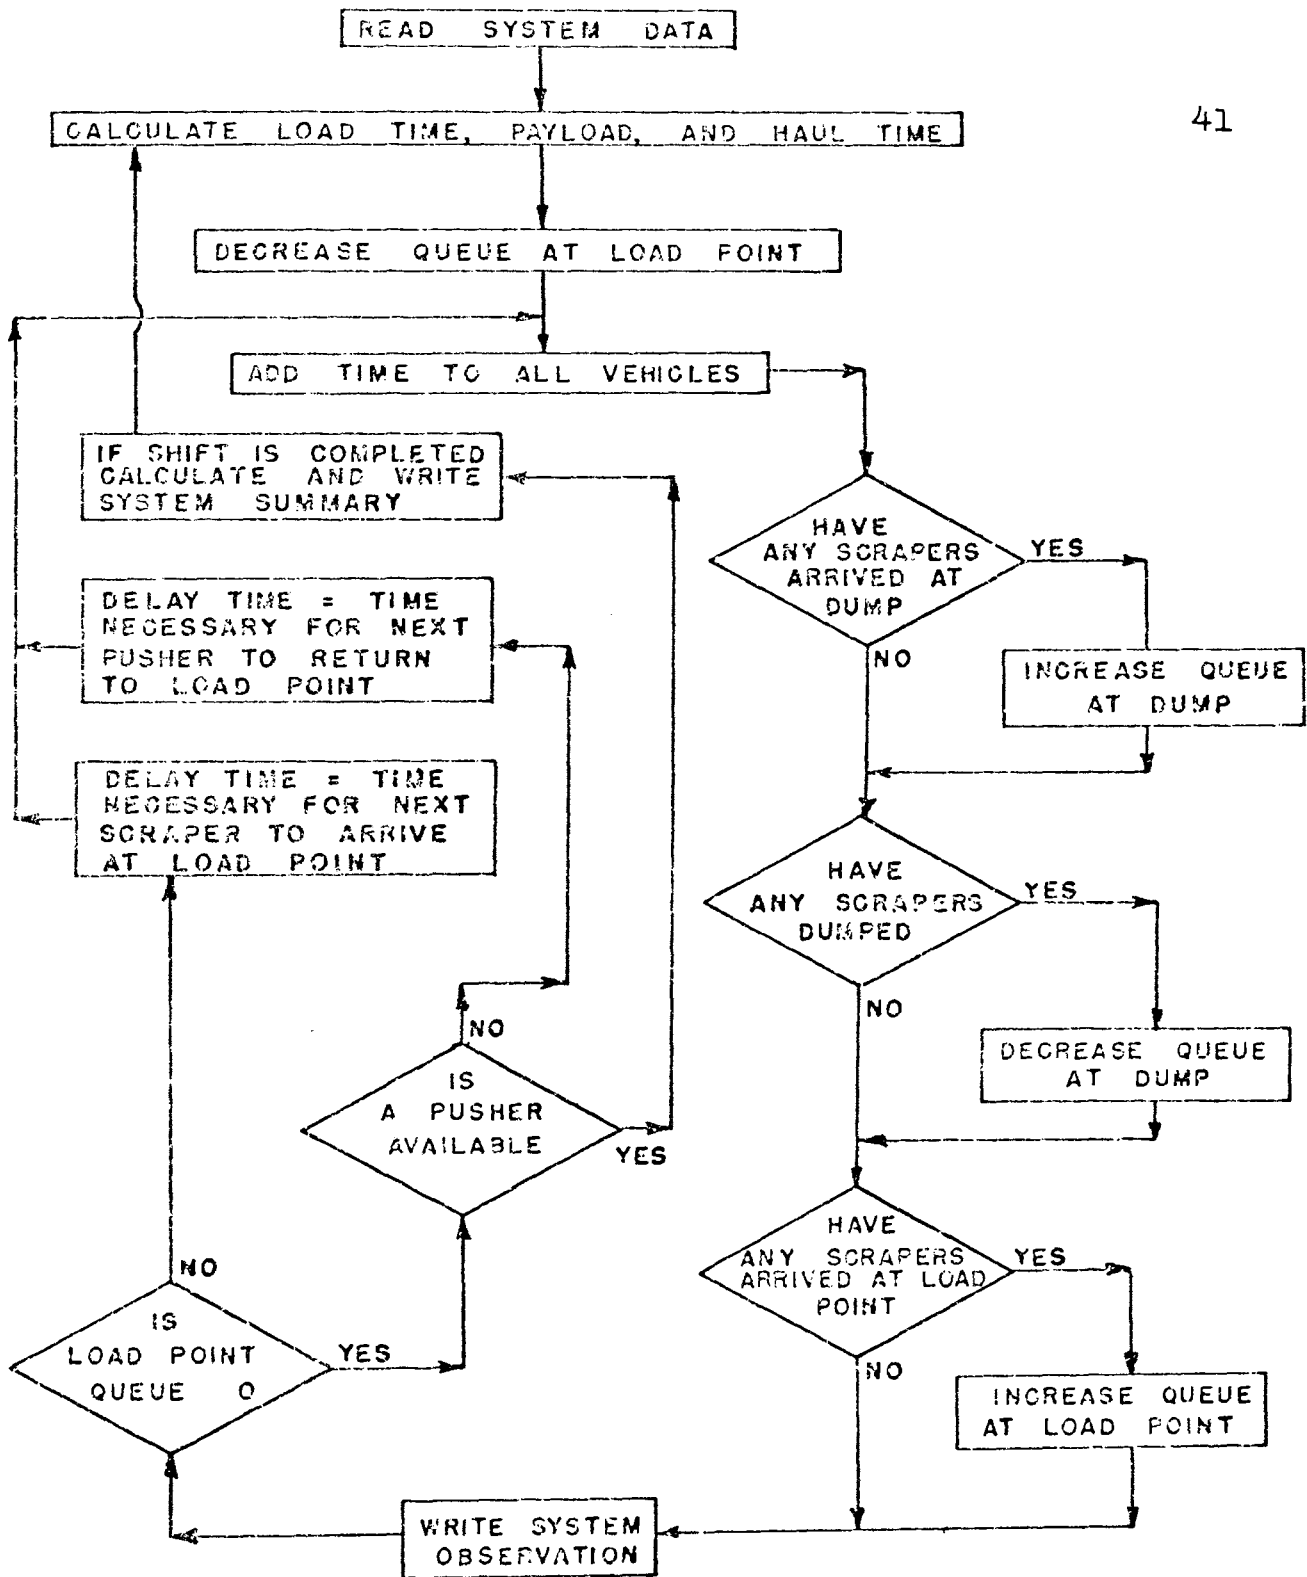 READ SYSTEM DATA
41
CALCULATE LOAD TIME, PAYLOAD, AND HAUL TIME
DECREASE QUEUE AT LOAD POINT
ADD TIME TO ALL VEHICLES
IF SHIFT IS COMPLETED
CALCULATE AND WRITE
SYSTEM SUMMARY
HAVE
ANY SCRAPERS
ARRIVED AT
DUMP
YES
NO
INCREASE QUEUE
AT DUMP
DELAY TIME = TIME
NECESSARY FOR NEXT
PUSHER TO RETURN
TO LOAD POINT
DELAY TIME = TIME
NECESSARY FOR NEXT
SCRAPER TO ARRIVE
AT LOAD POINT
HAVE
ANY SCRAPERS
DUMPED
YES
NO
DECREASE QUEUE
AT DUMP
NO
IS
A PUSHER
AVAILABLE
YES
HAVE
ANY SCRAPERS
ARRIVED AT LOAD
POINT
YES
NO
INCREASE QUEUE
AT LOAD POINT
NO
IS
LOAD POINT
QUEUE 0
YES
WRITE SYSTEM
OBSERVATION